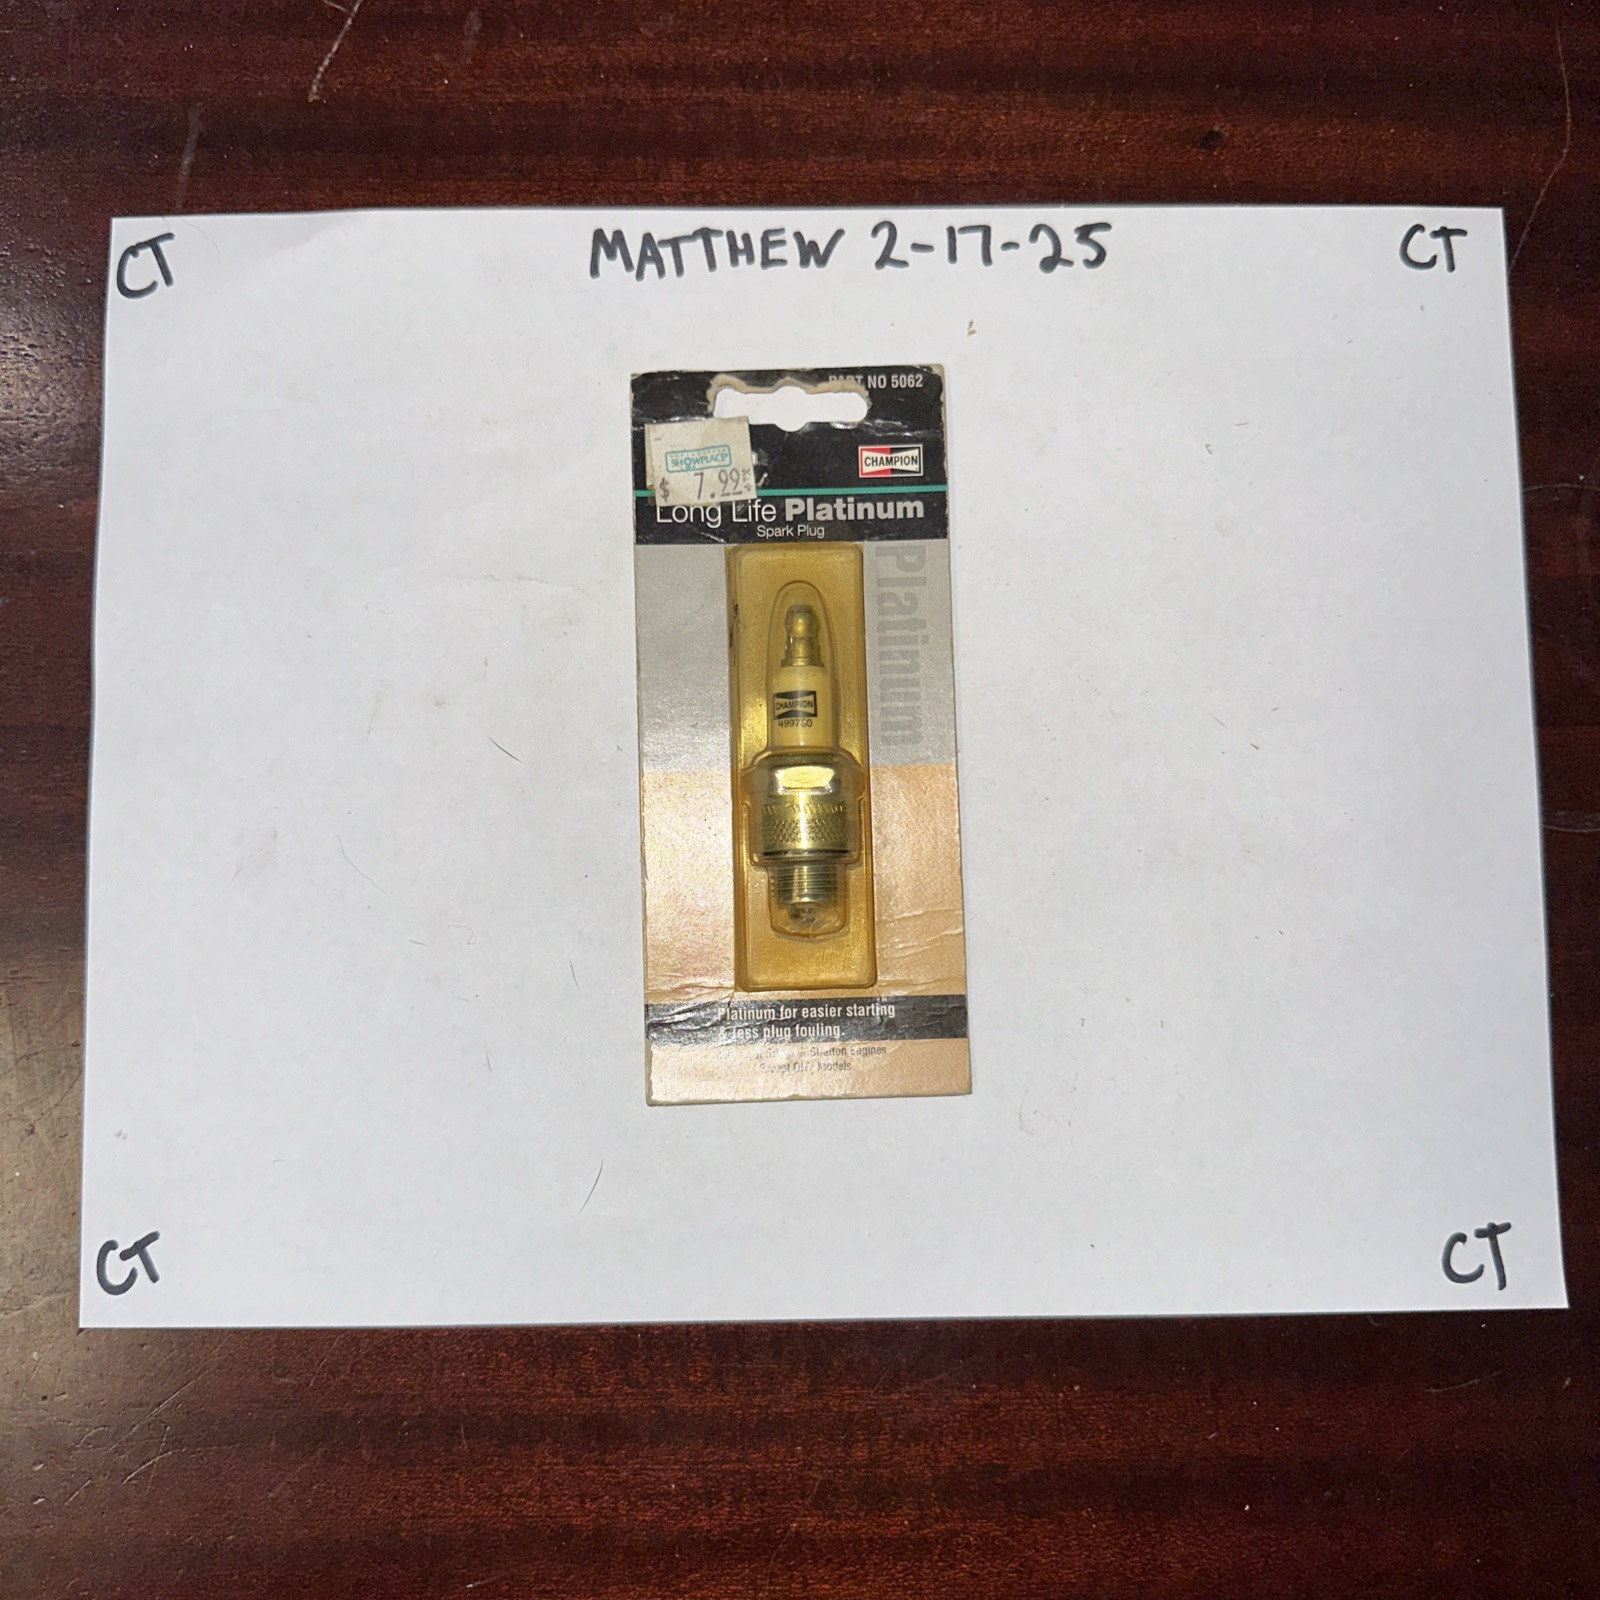 CT
MATTHEW 2-17-25
CT
PART NO 5062
SHOWPLACE
$ 7.99
CHAMPION
Long Life Platinum
Spark Plug
Platinum
CHAMPION
Platinum for easier starting
& less plug fouling.
Stratton Engines
Except Models
CT
CT